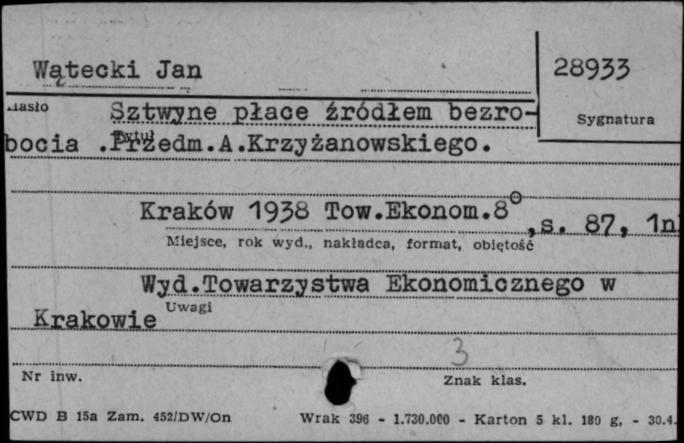 Wątecki Jan
28933
Hasło
Sztwyne płace źródłem bezro-
Sygnatura
Tytuł
bocia .Przedm.A.Krzyżanowskiego.
Kraków 1938 Tow.Ekonom.8°,s. 87, 1nl
Miejsce, rok wyd., nakładca, format, objętość
Wyd.Towarzystwa Ekonomicznego w
Uwagi
Krakowie
3
Nr inw.
Znak klas.
CWD B 15a Zam. 452/DW/On Wrak 396 - 1.730.000 - Karton 5 kl. 180 g. - 30.4.